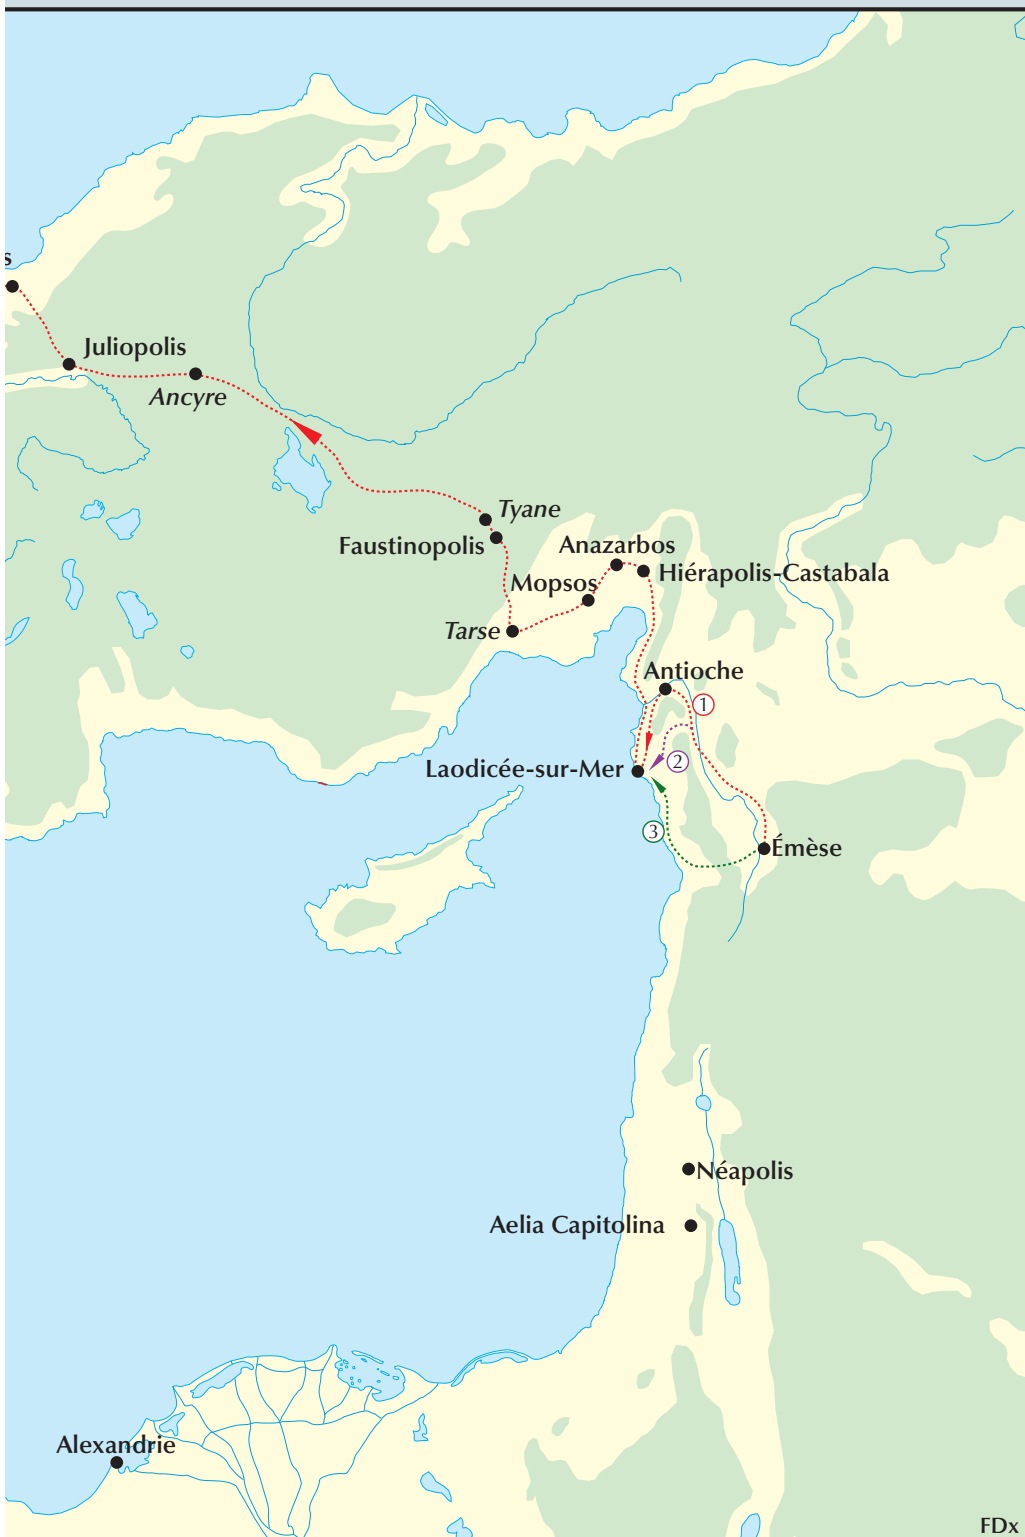 s
Juliopolis
Ancyre
Tyane
Faustinopolis
Anazarbos
Hiérapolis-Castabala
Mopsos
Tarse
Antioche
1
2
Laodicée-sur-Mer
3
Émèse
Néapolis
Aelia Capitolina
Alexandrie
FDx